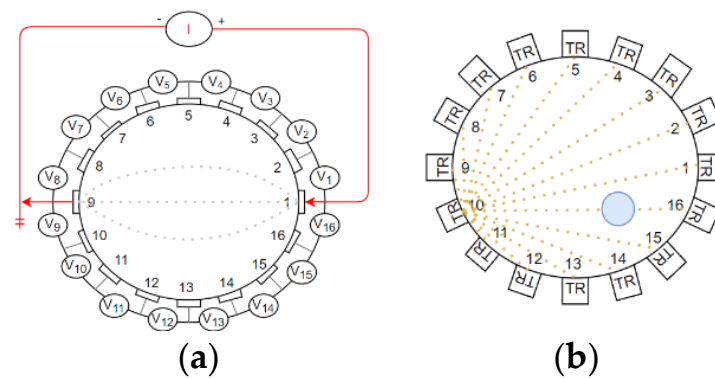 - I +
V5 V4
V6 V3
V7 V2
V8 V1
V9 V16
V10 V15
V11 V14
V12 V13
5
6 4
7 3
8 2
9 1
10 16
11 15
12 14
13
(a)
TR TR TR TR TR TR TR TR TR TR TR TR TR TR TR TR
5
6 4
7 3
8 2
9 1
10 16
11 15
12 14
13
(b)